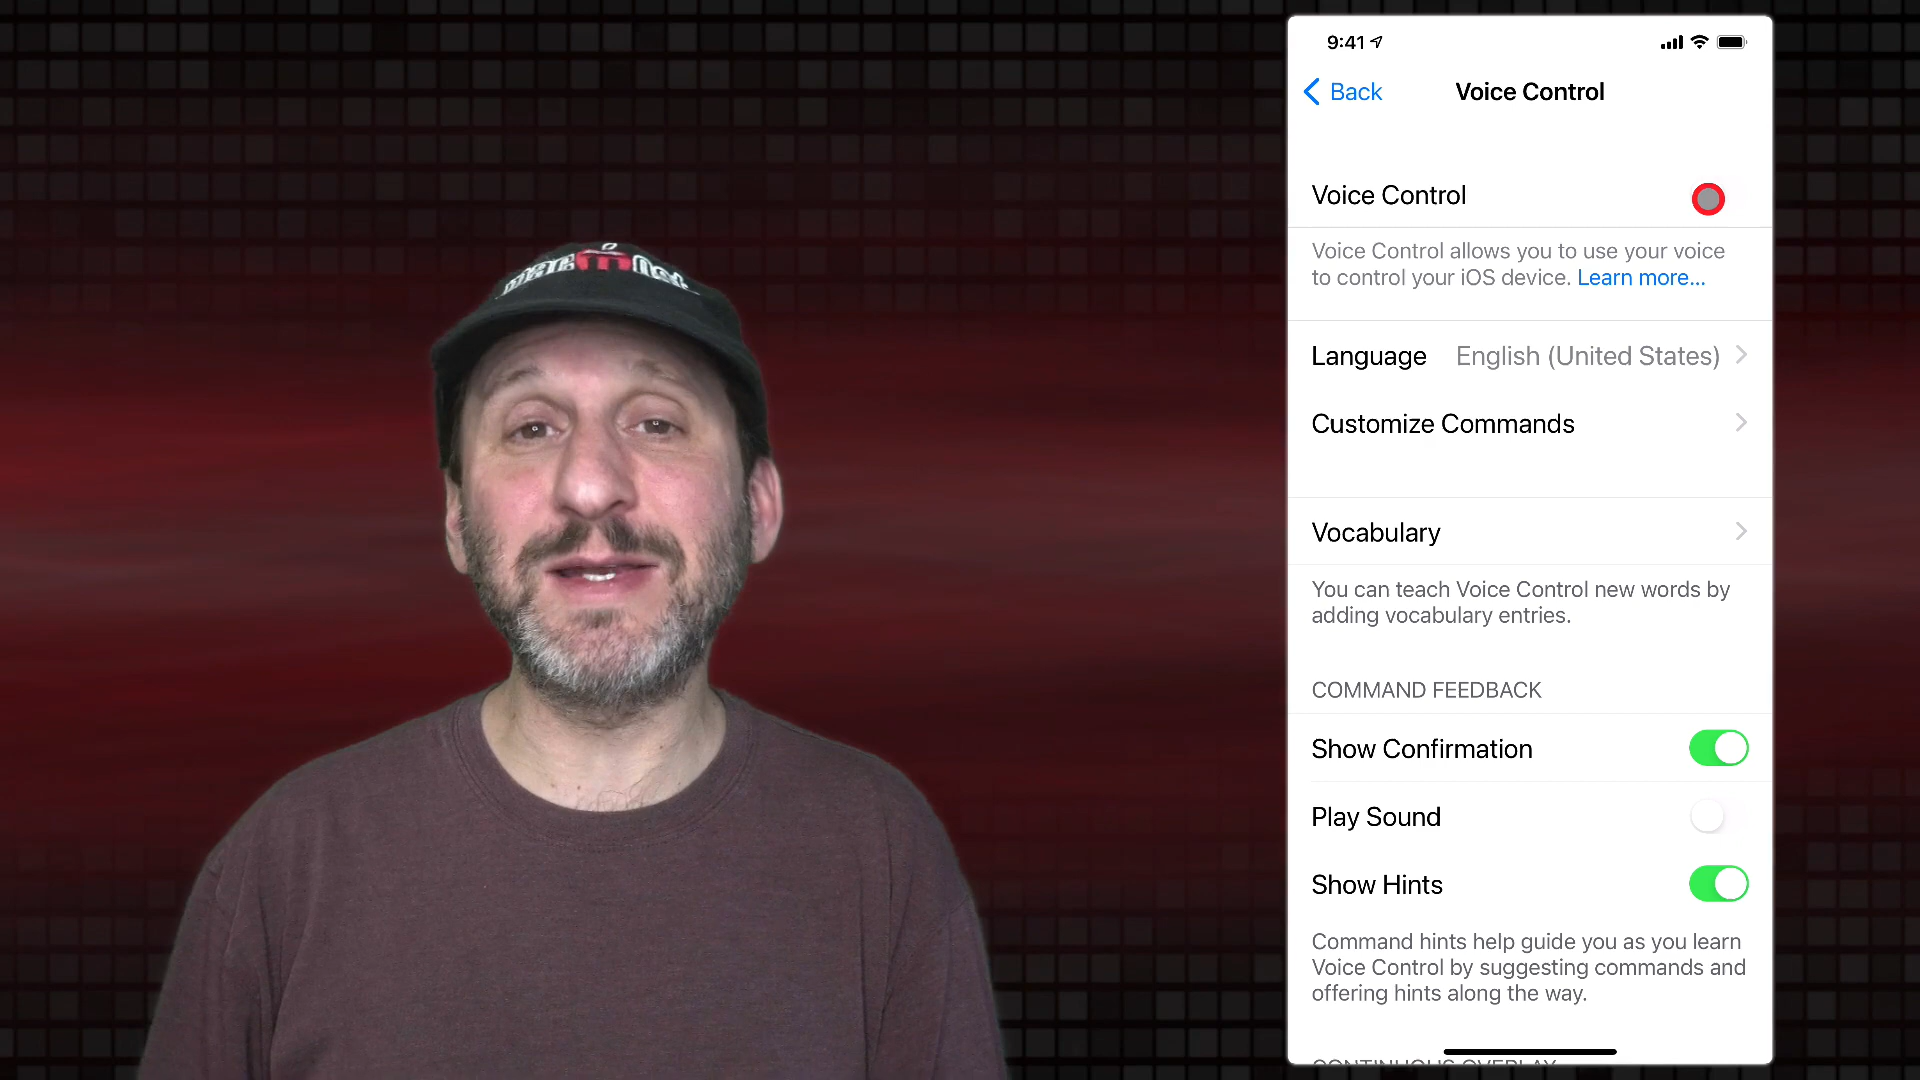 macmost
9:41
Back
Voice Control
Voice Control
Voice Control allows you to use your voice
to control your iOS device. Learn more...
Language English (United States)
Customize Commands
Vocabulary
You can teach Voice Control new words by
adding vocabulary entries.
COMMAND FEEDBACK
Show Confirmation
Play Sound
Show Hints
Command hints help guide you as you learn
Voice Control by suggesting commands and
offering hints along the way.
CONTINUOUS OVERLAY